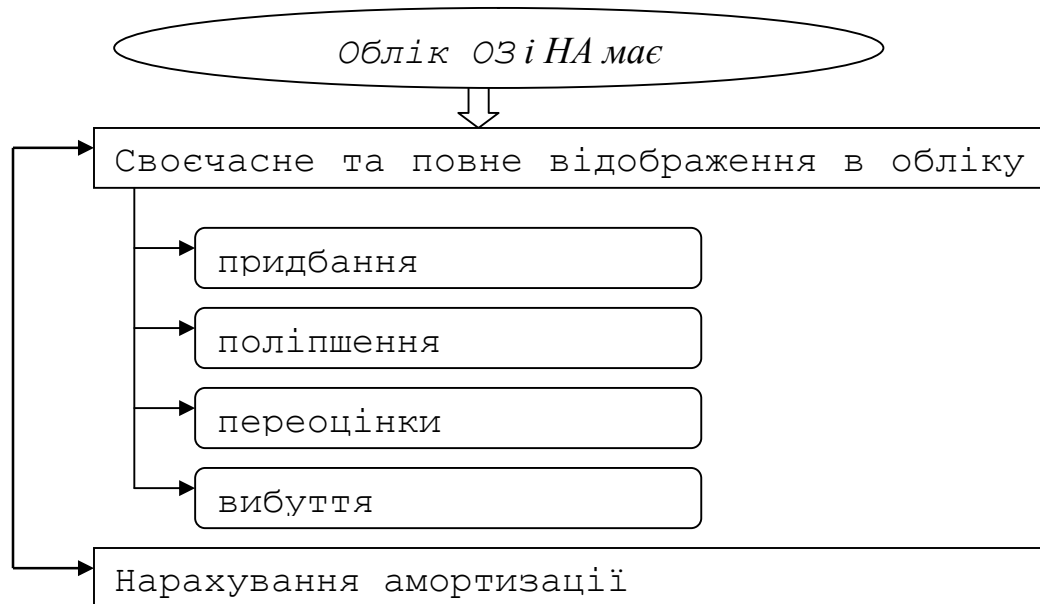 Облік ОЗ і НА має
Своєчасне та повне відображення в обліку
придбання
поліпшення
переоцінки
вибуття
Нарахування амортизації